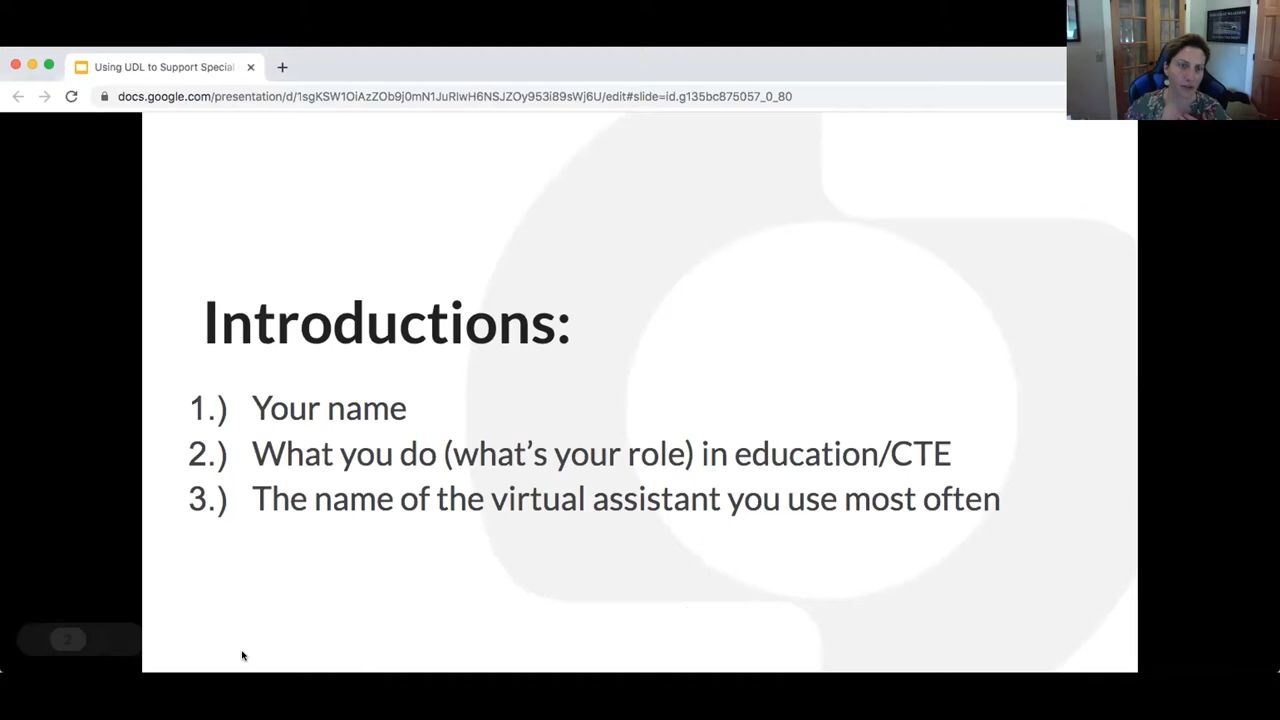 Using UDL to Support Special
docs.google.com/presentation/d/1sgKSW1OiAzZOb9j0mN1JuRlwH6NSJZOy953i89sWj6U/edit#slide=id.g135bc875057_0_80
Introductions:
1.) Your name
2.) What you do (what's your role) in education/CTE
3.) The name of the virtual assistant you use most often
2